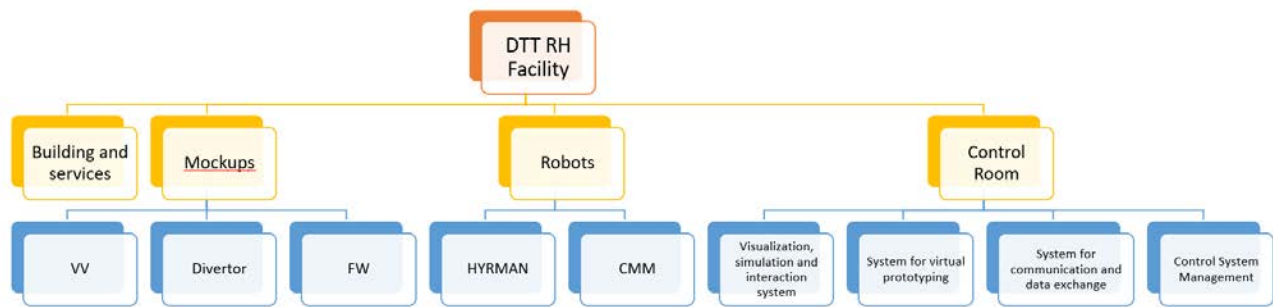 DTT RH
Facility
Building and
services
Mockups
Robots
Control
Room
VV
Divertor
FW
HYRMAN
CMM
Visualization,
simulation and
interaction
system
System for virtual
prototyping
System for
communication and
data exchange
Control System
Management